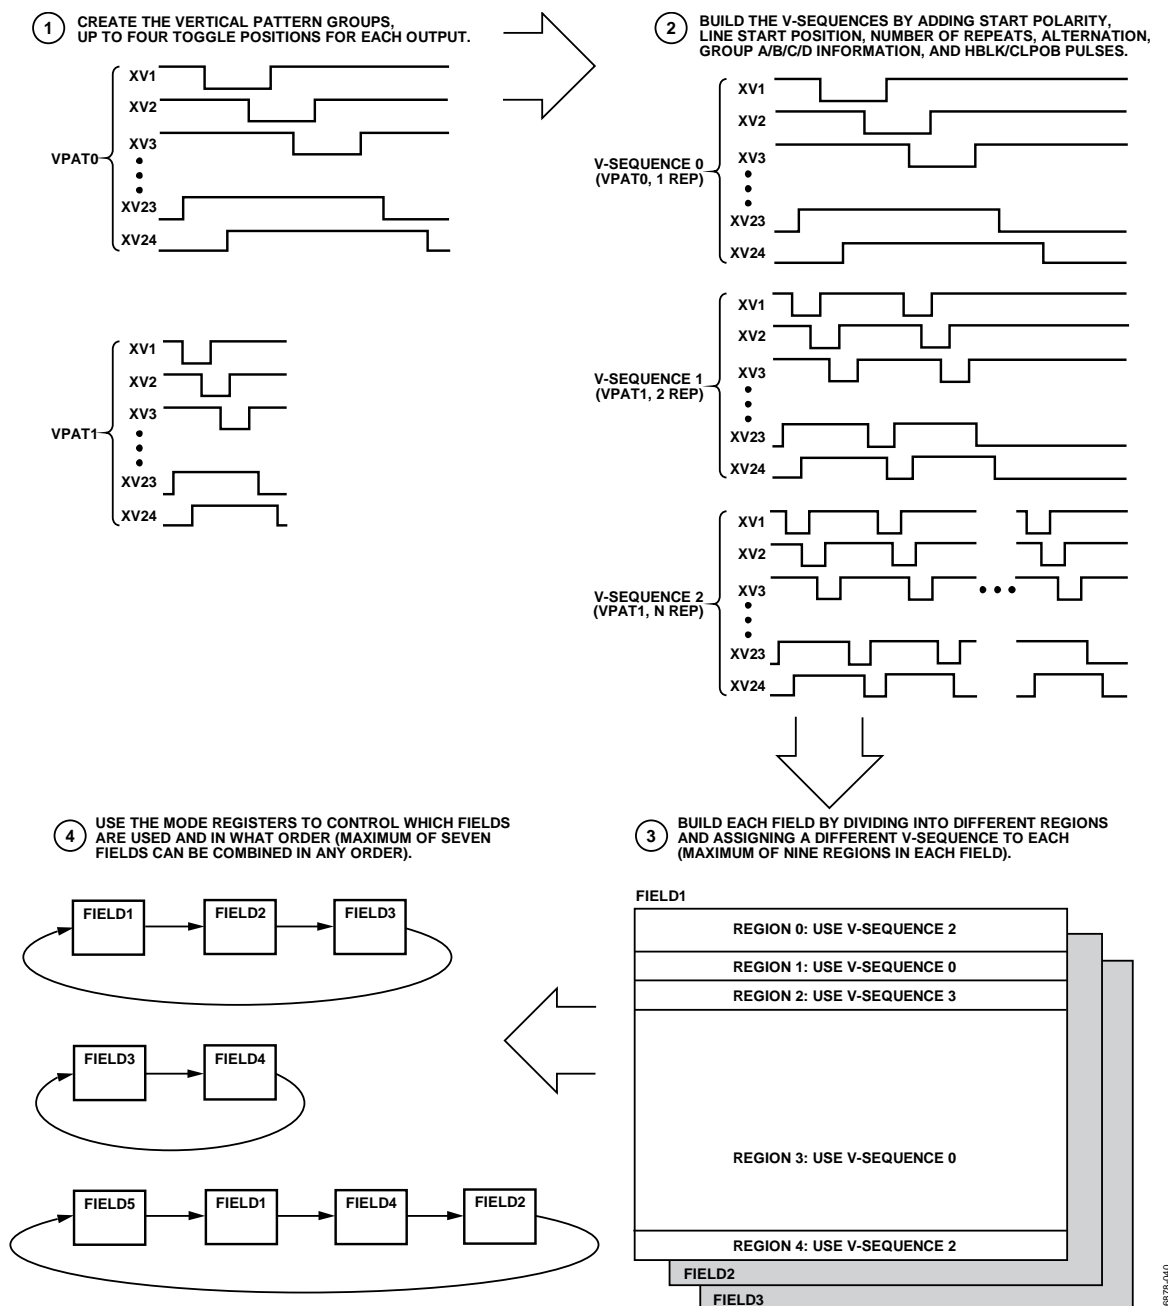 1 CREATE THE VERTICAL PATTERN GROUPS,
UP TO FOUR TOGGLE POSITIONS FOR EACH OUTPUT.
VPAT0
XV1
XV2
XV3
XV23
XV24
VPAT1
XV1
XV2
XV3
XV23
XV24
2 BUILD THE V-SEQUENCES BY ADDING START POLARITY,
LINE START POSITION, NUMBER OF REPEATS, ALTERNATION,
GROUP A/B/C/D INFORMATION, AND HBLK/CLPOB PULSES.
V-SEQUENCE 0
(VPAT0, 1 REP)
XV1
XV2
XV3
XV23
XV24
V-SEQUENCE 1
(VPAT1, 2 REP)
XV1
XV2
XV3
XV23
XV24
V-SEQUENCE 2
(VPAT1, N REP)
XV1
XV2
XV3
XV23
XV24
3 BUILD EACH FIELD BY DIVIDING INTO DIFFERENT REGIONS
AND ASSIGNING A DIFFERENT V-SEQUENCE TO EACH
(MAXIMUM OF NINE REGIONS IN EACH FIELD).
FIELD1
REGION 0: USE V-SEQUENCE 2
REGION 1: USE V-SEQUENCE 0
REGION 2: USE V-SEQUENCE 3
REGION 3: USE V-SEQUENCE 0
REGION 4: USE V-SEQUENCE 2
FIELD2
FIELD3
4 USE THE MODE REGISTERS TO CONTROL WHICH FIELDS
ARE USED AND IN WHAT ORDER (MAXIMUM OF SEVEN
FIELDS CAN BE COMBINED IN ANY ORDER).
FIELD1 FIELD2 FIELD3
FIELD3 FIELD4
FIELD5 FIELD1 FIELD4 FIELD2